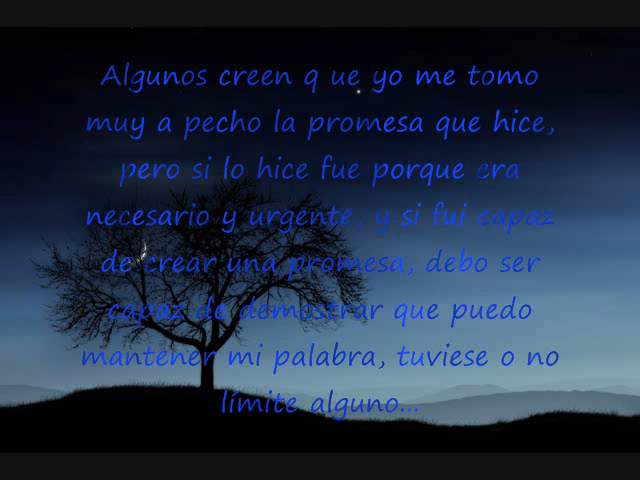 Algunos creen q ue yo me tomo
muy a pecho la promesa que hice,
pero si lo hice fue porque era
necesario y urgente, y si fui capaz
de crear una promesa, debo ser
capaz de demostrar que puedo
mantener mi palabra, tuviese o no
límite alguno...